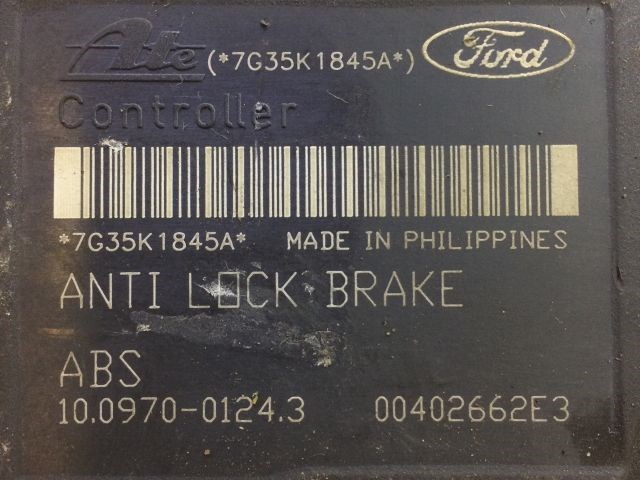 Ate (*7G35K1845A*) Ford
Controller
*7G35K1845A* MADE IN PHILIPPINES
ANTI LOCK BRAKE
ABS
10.0970-0124.3 00402662E3